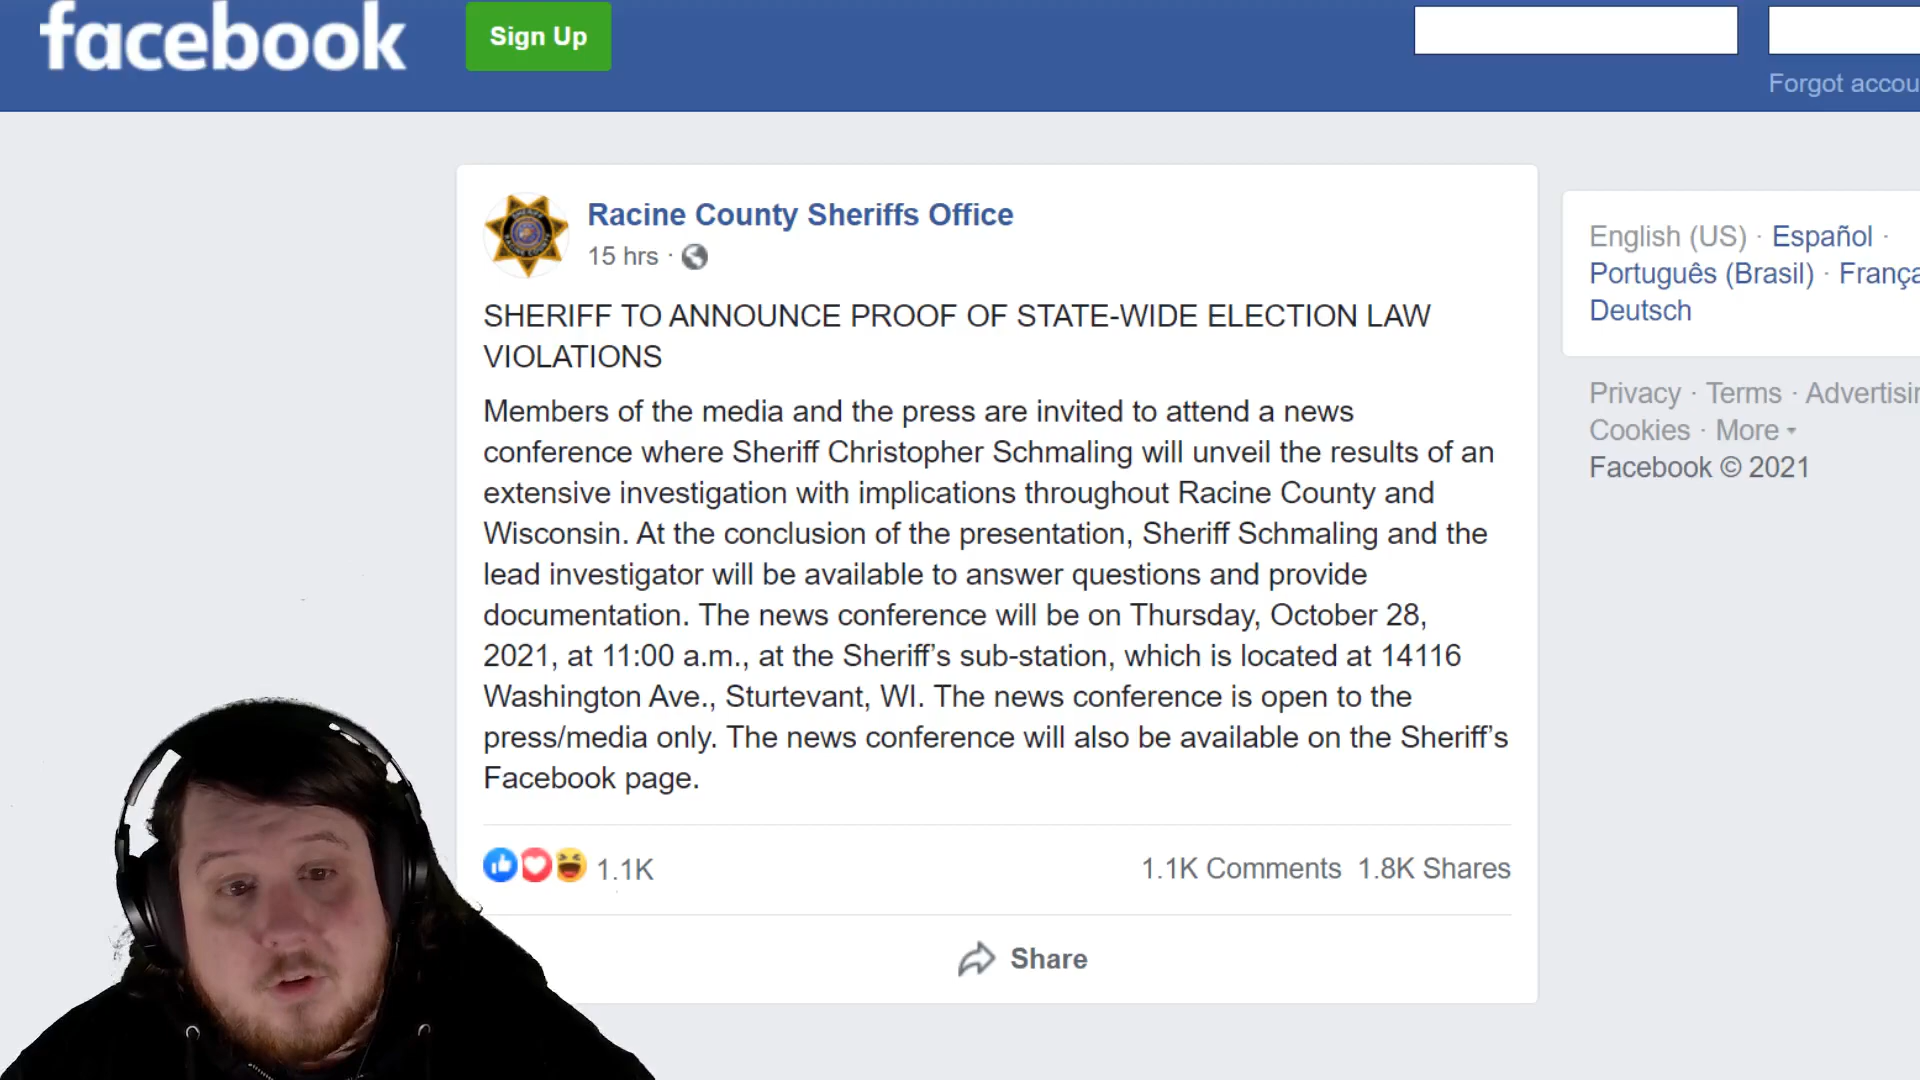 facebook
Sign Up
Forgot accou
Racine County Sheriffs Office
15 hrs ·
SHERIFF TO ANNOUNCE PROOF OF STATE-WIDE ELECTION LAW
VIOLATIONS
Members of the media and the press are invited to attend a news
conference where Sheriff Christopher Schmaling will unveil the results of an
extensive investigation with implications throughout Racine County and
Wisconsin. At the conclusion of the presentation, Sheriff Schmaling and the
lead investigator will be available to answer questions and provide
documentation. The news conference will be on Thursday, October 28,
2021, at 11:00 a.m., at the Sheriff’s sub-station, which is located at 14116
Washington Ave., Sturtevant, WI. The news conference is open to the
press/media only. The news conference will also be available on the Sheriff’s
Facebook page.
1.1K
1.1K Comments 1.8K Shares
Share
English (US) · Español ·
Português (Brasil) · França
Deutsch
Privacy · Terms · Advertisin
Cookies · More
Facebook © 2021